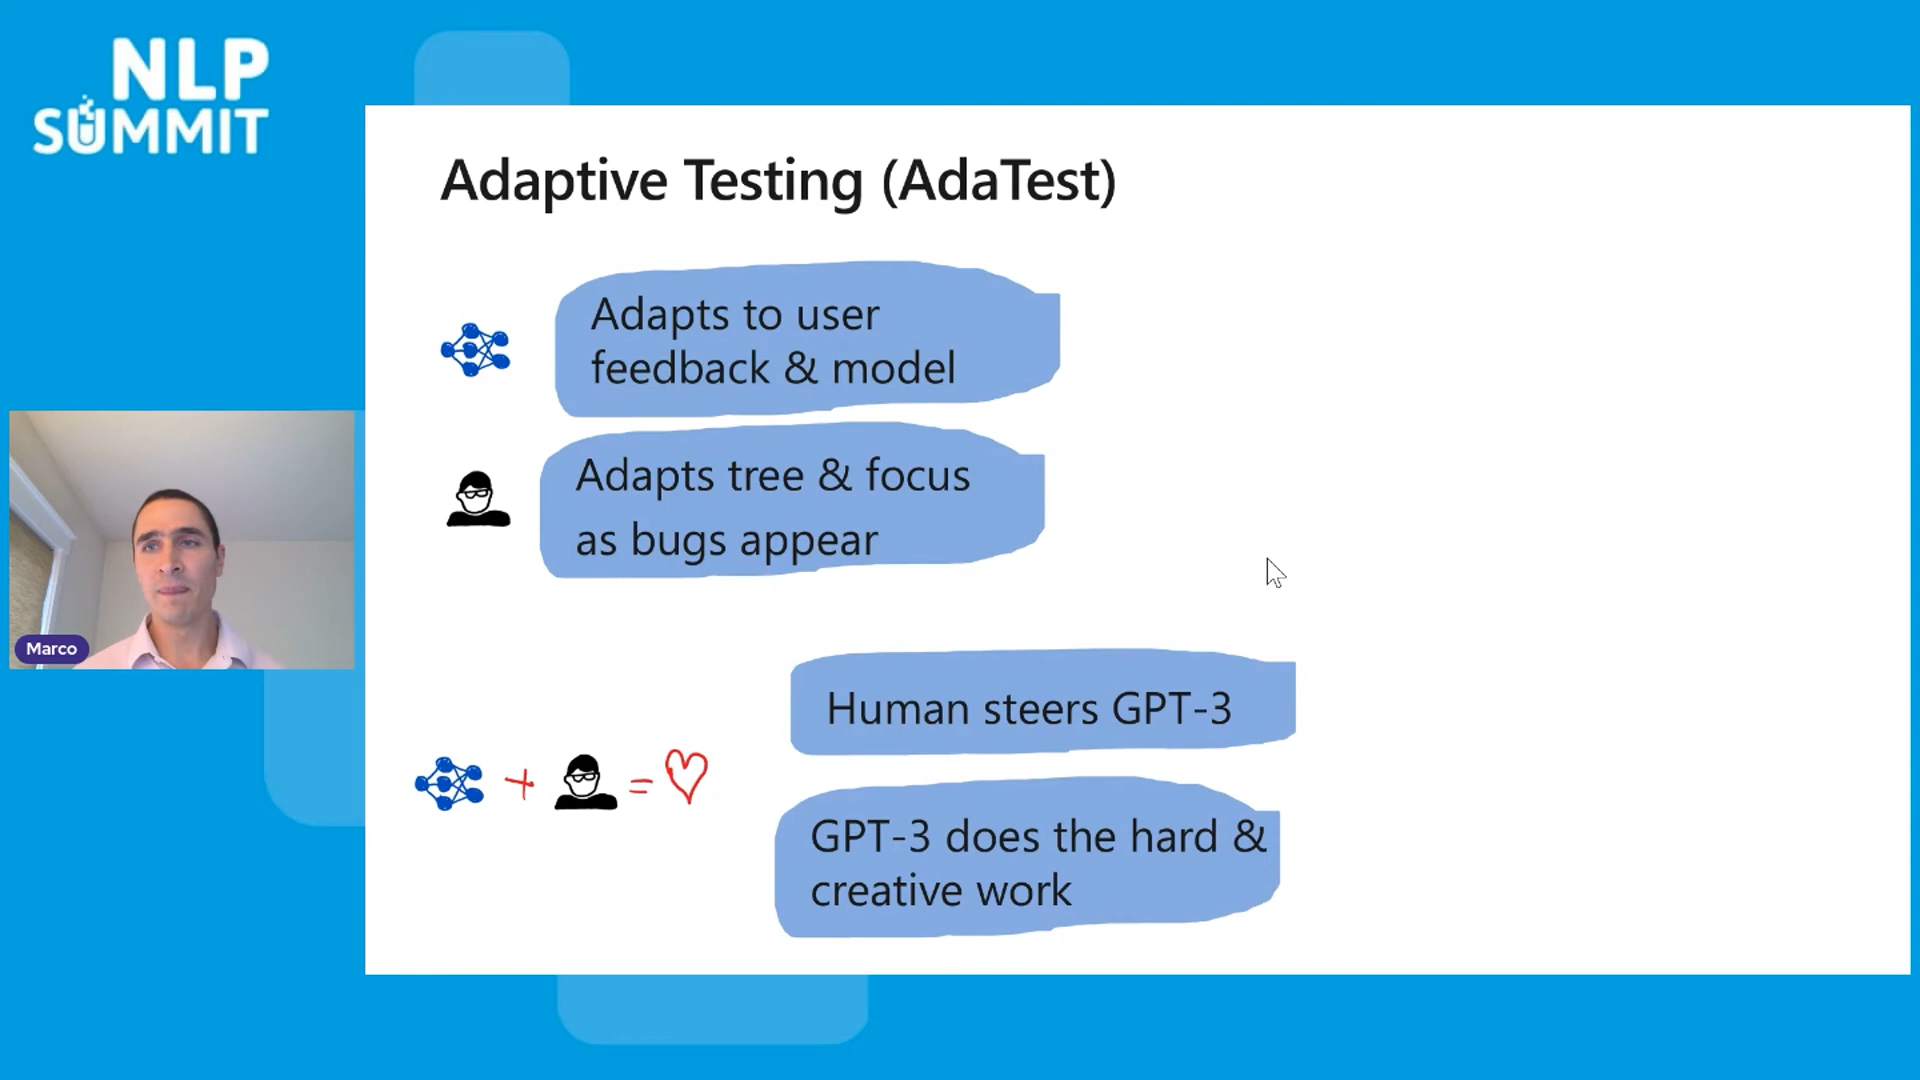 NLP
SUMMIT
Adaptive Testing (AdaTest)
Adapts to user
feedback & model
Adapts tree & focus
as bugs appear
Marco
Human steers GPT-3
+ =
GPT-3 does the hard &
creative work